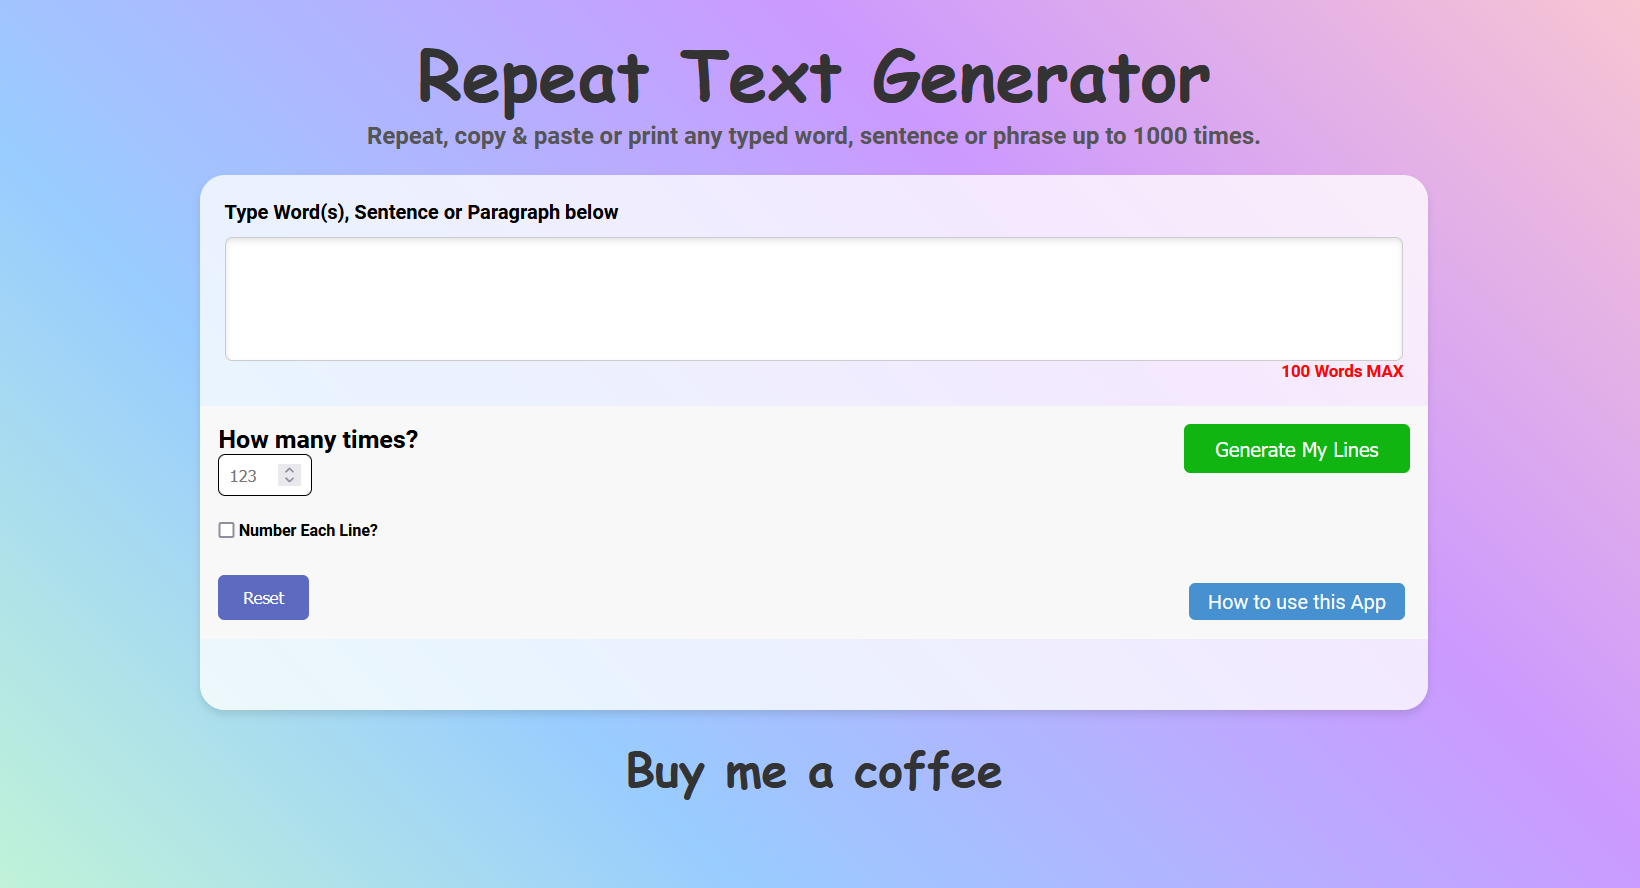 Repeat Text Generator
Repeat, copy & paste or print any typed word, sentence or phrase up to 1000 times.
Type Word(s), Sentence or Paragraph below
100 Words MAX
How many times?
Generate My Lines
123
Number Each Line?
Reset
How to use this App
Buy me a coffee